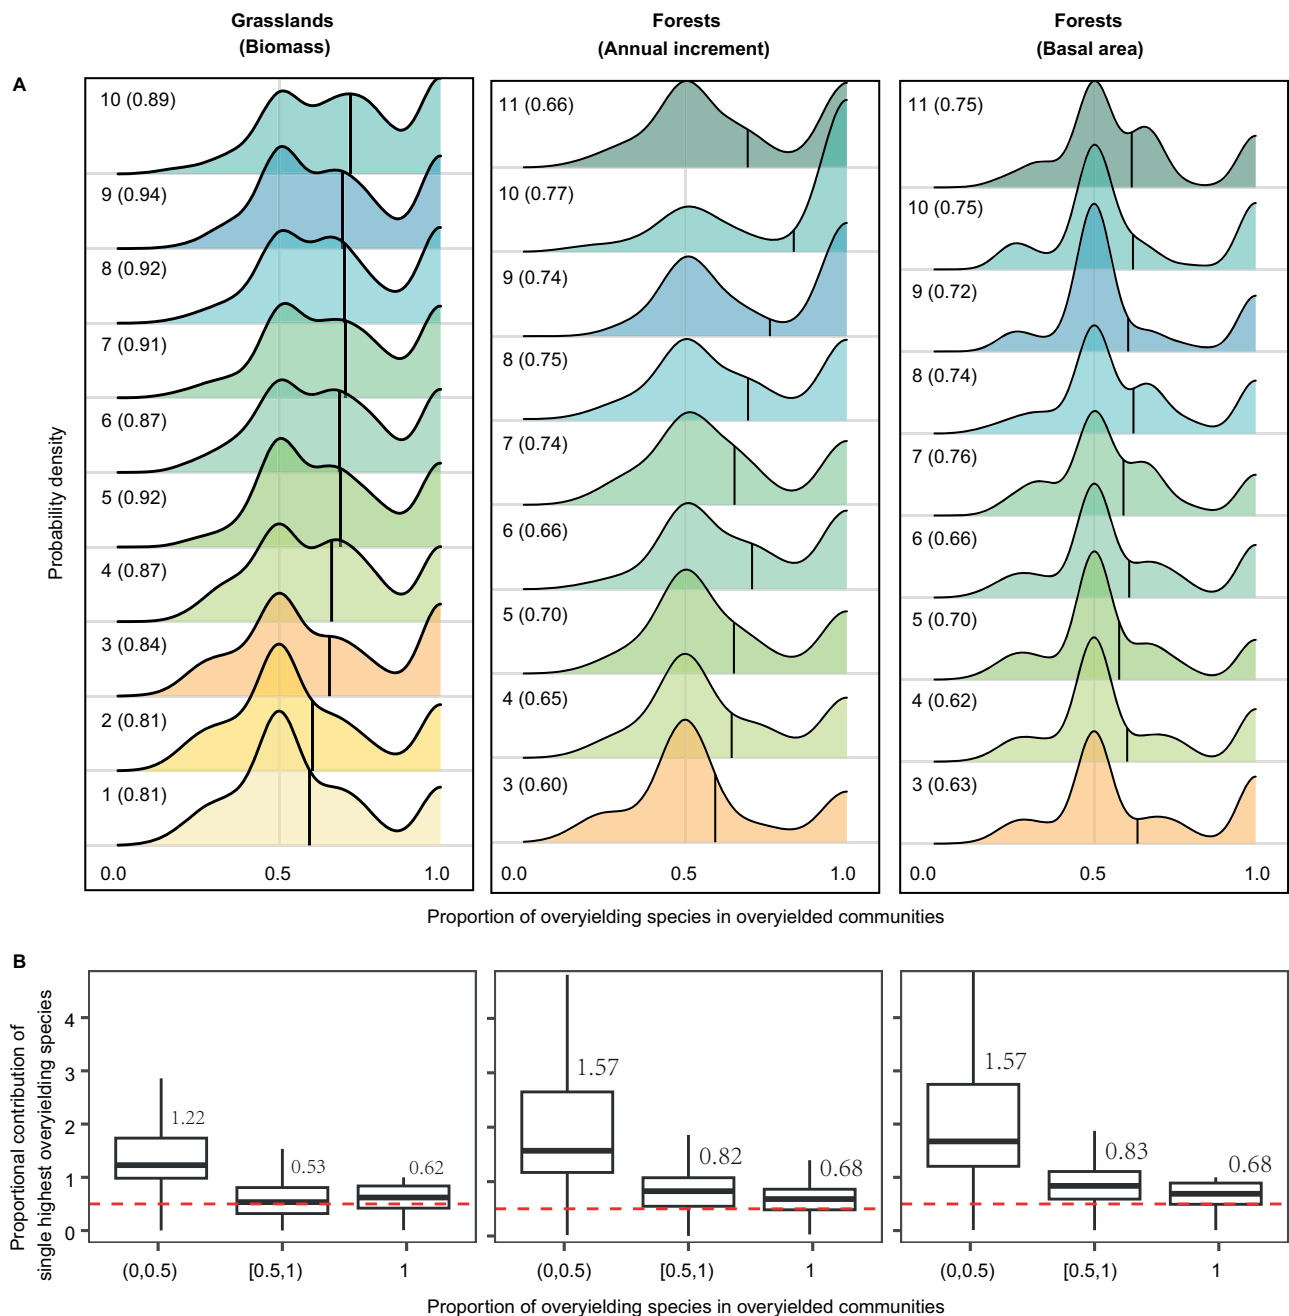 Grasslands
(Biomass)
Forests
(Annual increment)
Forests
(Basal area)
A
Probability density
10 (0.89)
9 (0.94)
8 (0.92)
7 (0.91)
6 (0.87)
5 (0.92)
4 (0.87)
3 (0.84)
2 (0.81)
1 (0.81)
0.0 0.5 1.0
11 (0.66)
10 (0.77)
9 (0.74)
8 (0.75)
7 (0.74)
6 (0.66)
5 (0.70)
4 (0.65)
3 (0.60)
0.0 0.5 1.0
11 (0.75)
10 (0.75)
9 (0.72)
8 (0.74)
7 (0.76)
6 (0.66)
5 (0.70)
4 (0.62)
3 (0.63)
0.0 0.5 1.0
Proportion of overyielding species in overyielded communities
B
Proportional contribution of
single highest overyielding species
4
3
2
1
0
1.22
0.53
0.62
(0,0.5) [0.5,1) 1
1.57
0.82
0.68
(0,0.5) [0.5,1) 1
1.57
0.83
0.68
(0,0.5) [0.5,1) 1
Proportion of overyielding species in overyielded communities